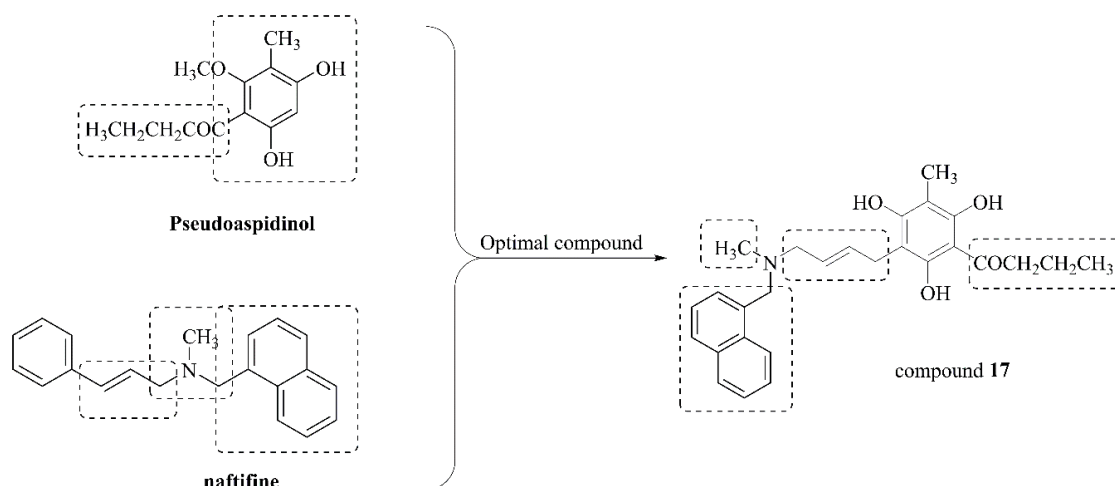 CH₃
H₃CO
OH
H₃CH₂CH₂COC
OH
Pseudoaspidinol
Optimal compound
CH₃
N
naftifine
CH₃
HO
OH
H₃C
N
COCH₂CH₂CH₃
OH
compound 17